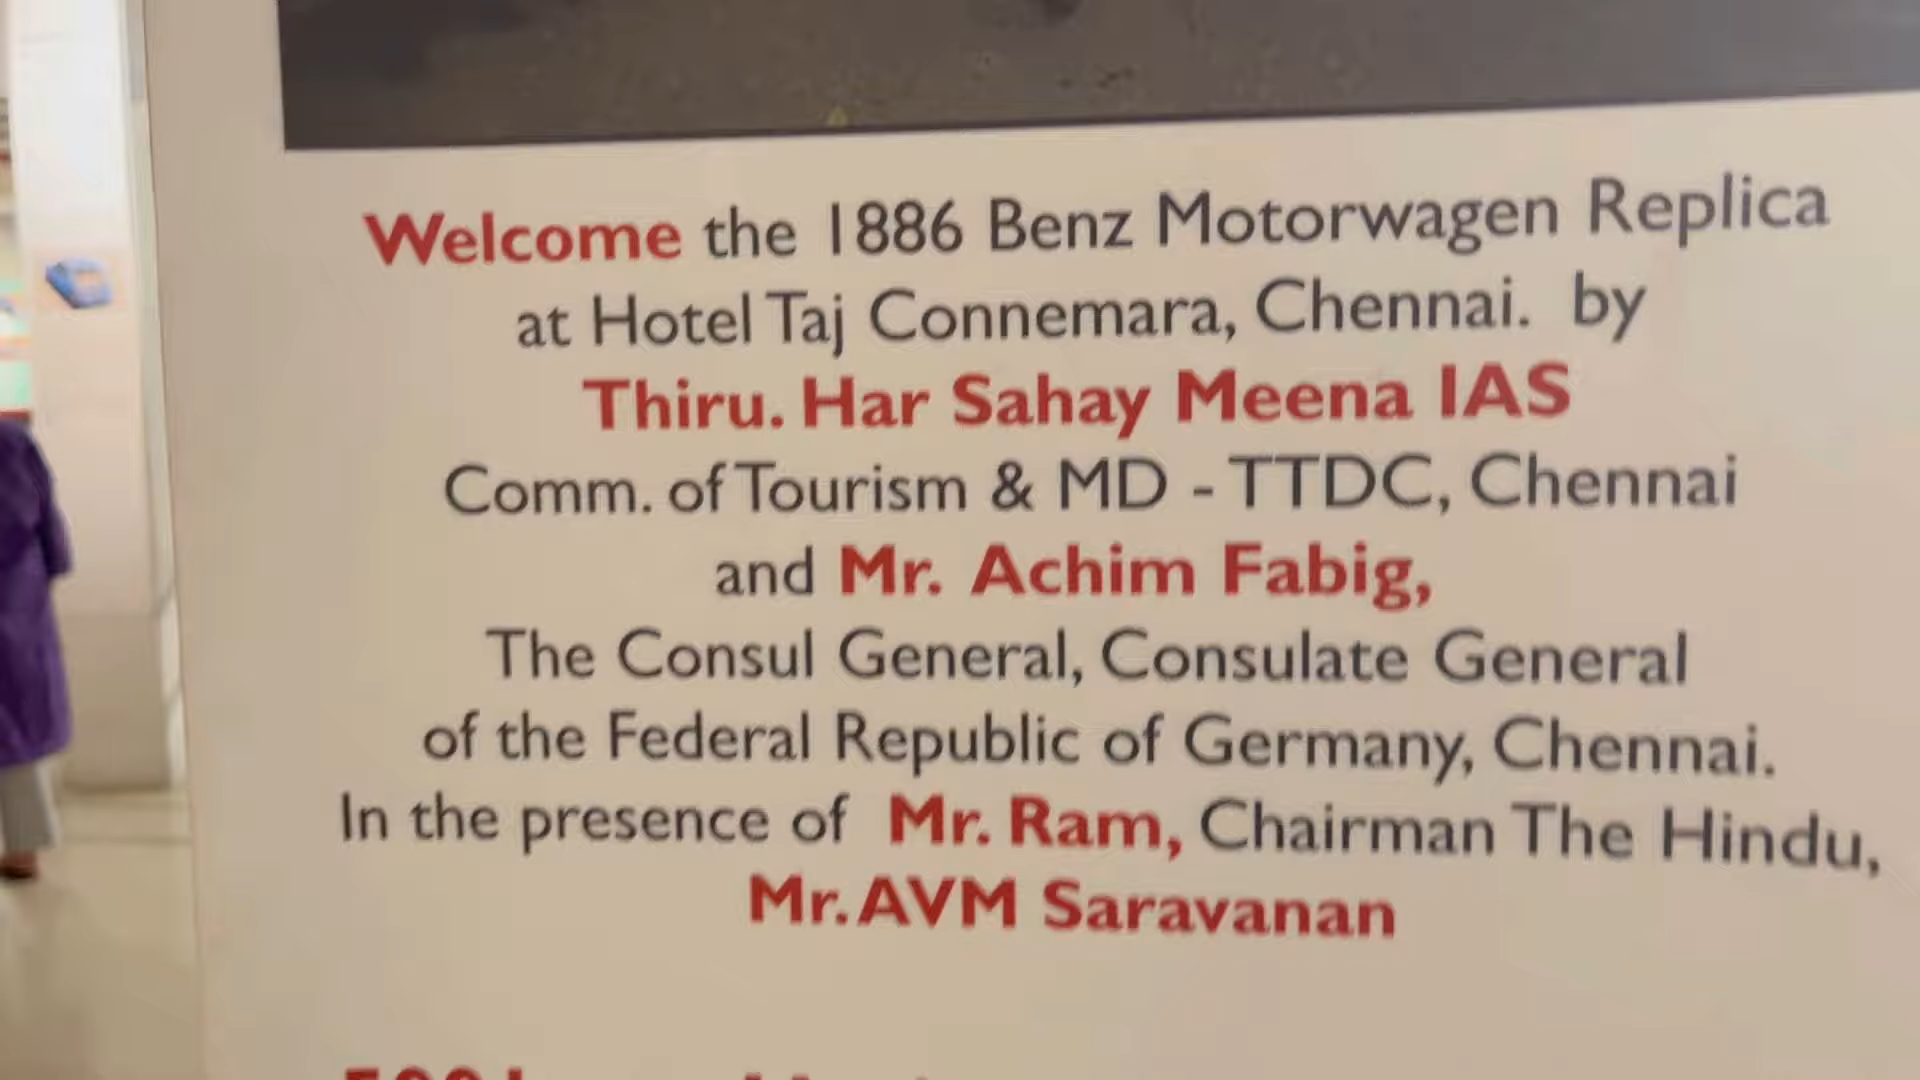 Welcome the 1886 Benz Motorwagen Replica
at Hotel Taj Connemara, Chennai. by
Thiru. Har Sahay Meena IAS
Comm. of Tourism & MD - TTDC, Chennai
and Mr. Achim Fabig,
The Consul General, Consulate General
of the Federal Republic of Germany, Chennai.
In the presence of Mr. Ram, Chairman The Hindu,
Mr. AVM Saravanan